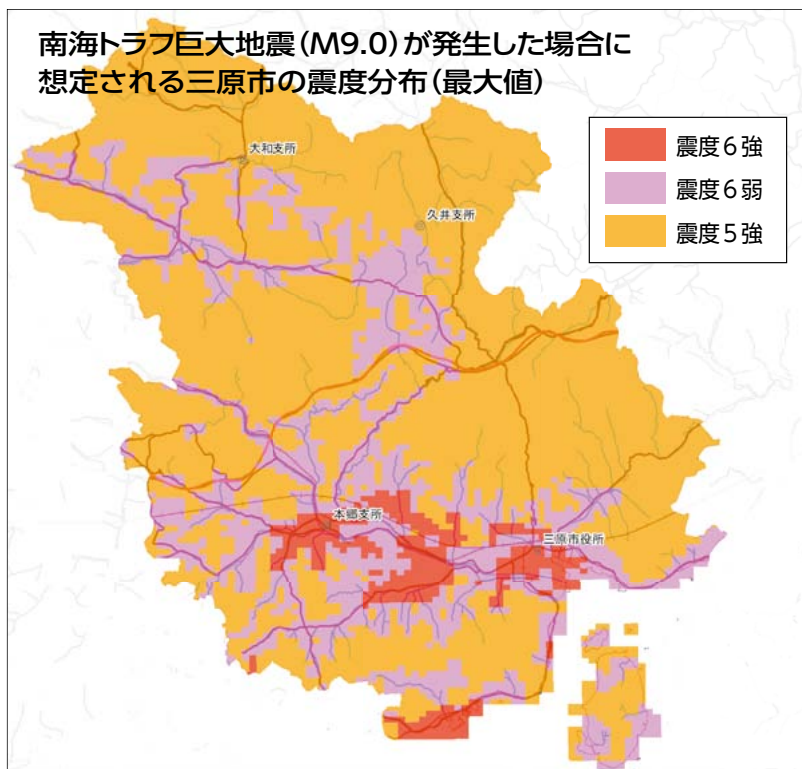 南海トラフ巨大地震(M9.0)が発生した場合に
想定される三原市の震度分布(最大値)
震度6強
震度6弱
震度5強
大和支所
久井支所
本郷支所
三原市役所